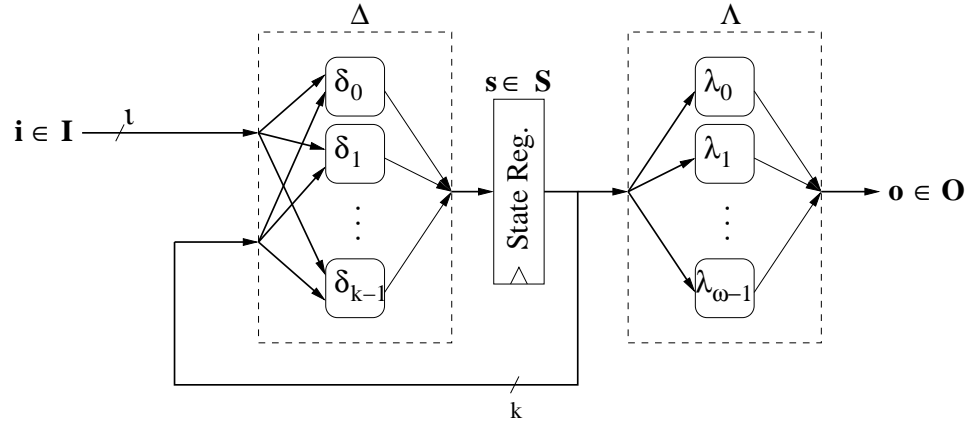 Δ
Λ
i ∈ I
ι
δ0
δ1
⋮
δk−1
s ∈ S
State Reg.
λ0
λ1
⋮
λω−1
o ∈ O
k